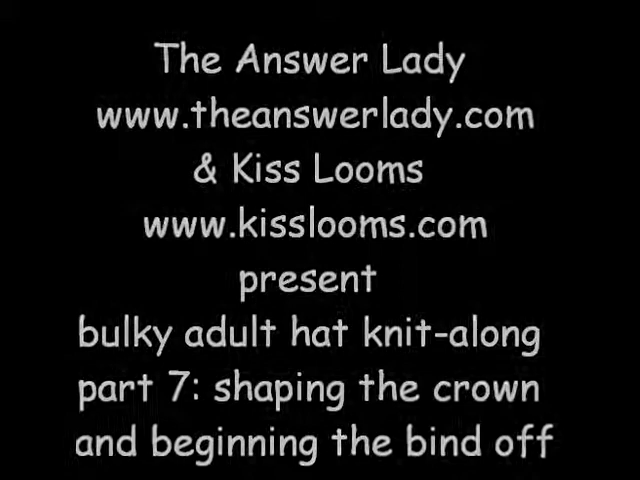 The Answer Lady
www.theanswerlady.com
& Kiss Looms
www.kisslooms.com
present
bulky adult hat knit-along
part 7: shaping the crown
and beginning the bind off